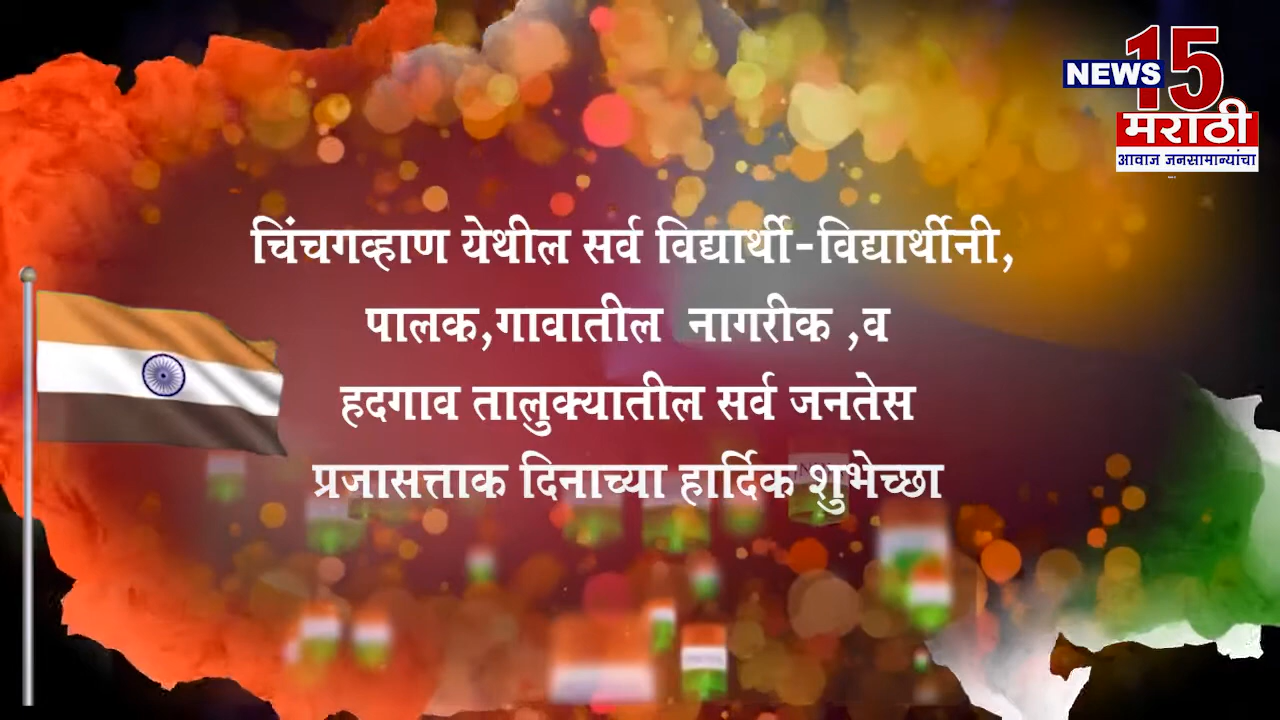 NEWS 15
मराठी
आवाज जनसामान्यांचा
चिंचगव्हाण येथील सर्व विद्यार्थी-विद्यार्थीनी,
पालक,गावातील नागरीक ,व
हदगाव तालुक्यातील सर्व जनतेस
प्रजासत्ताक दिनाच्या हार्दिक शुभेच्छा